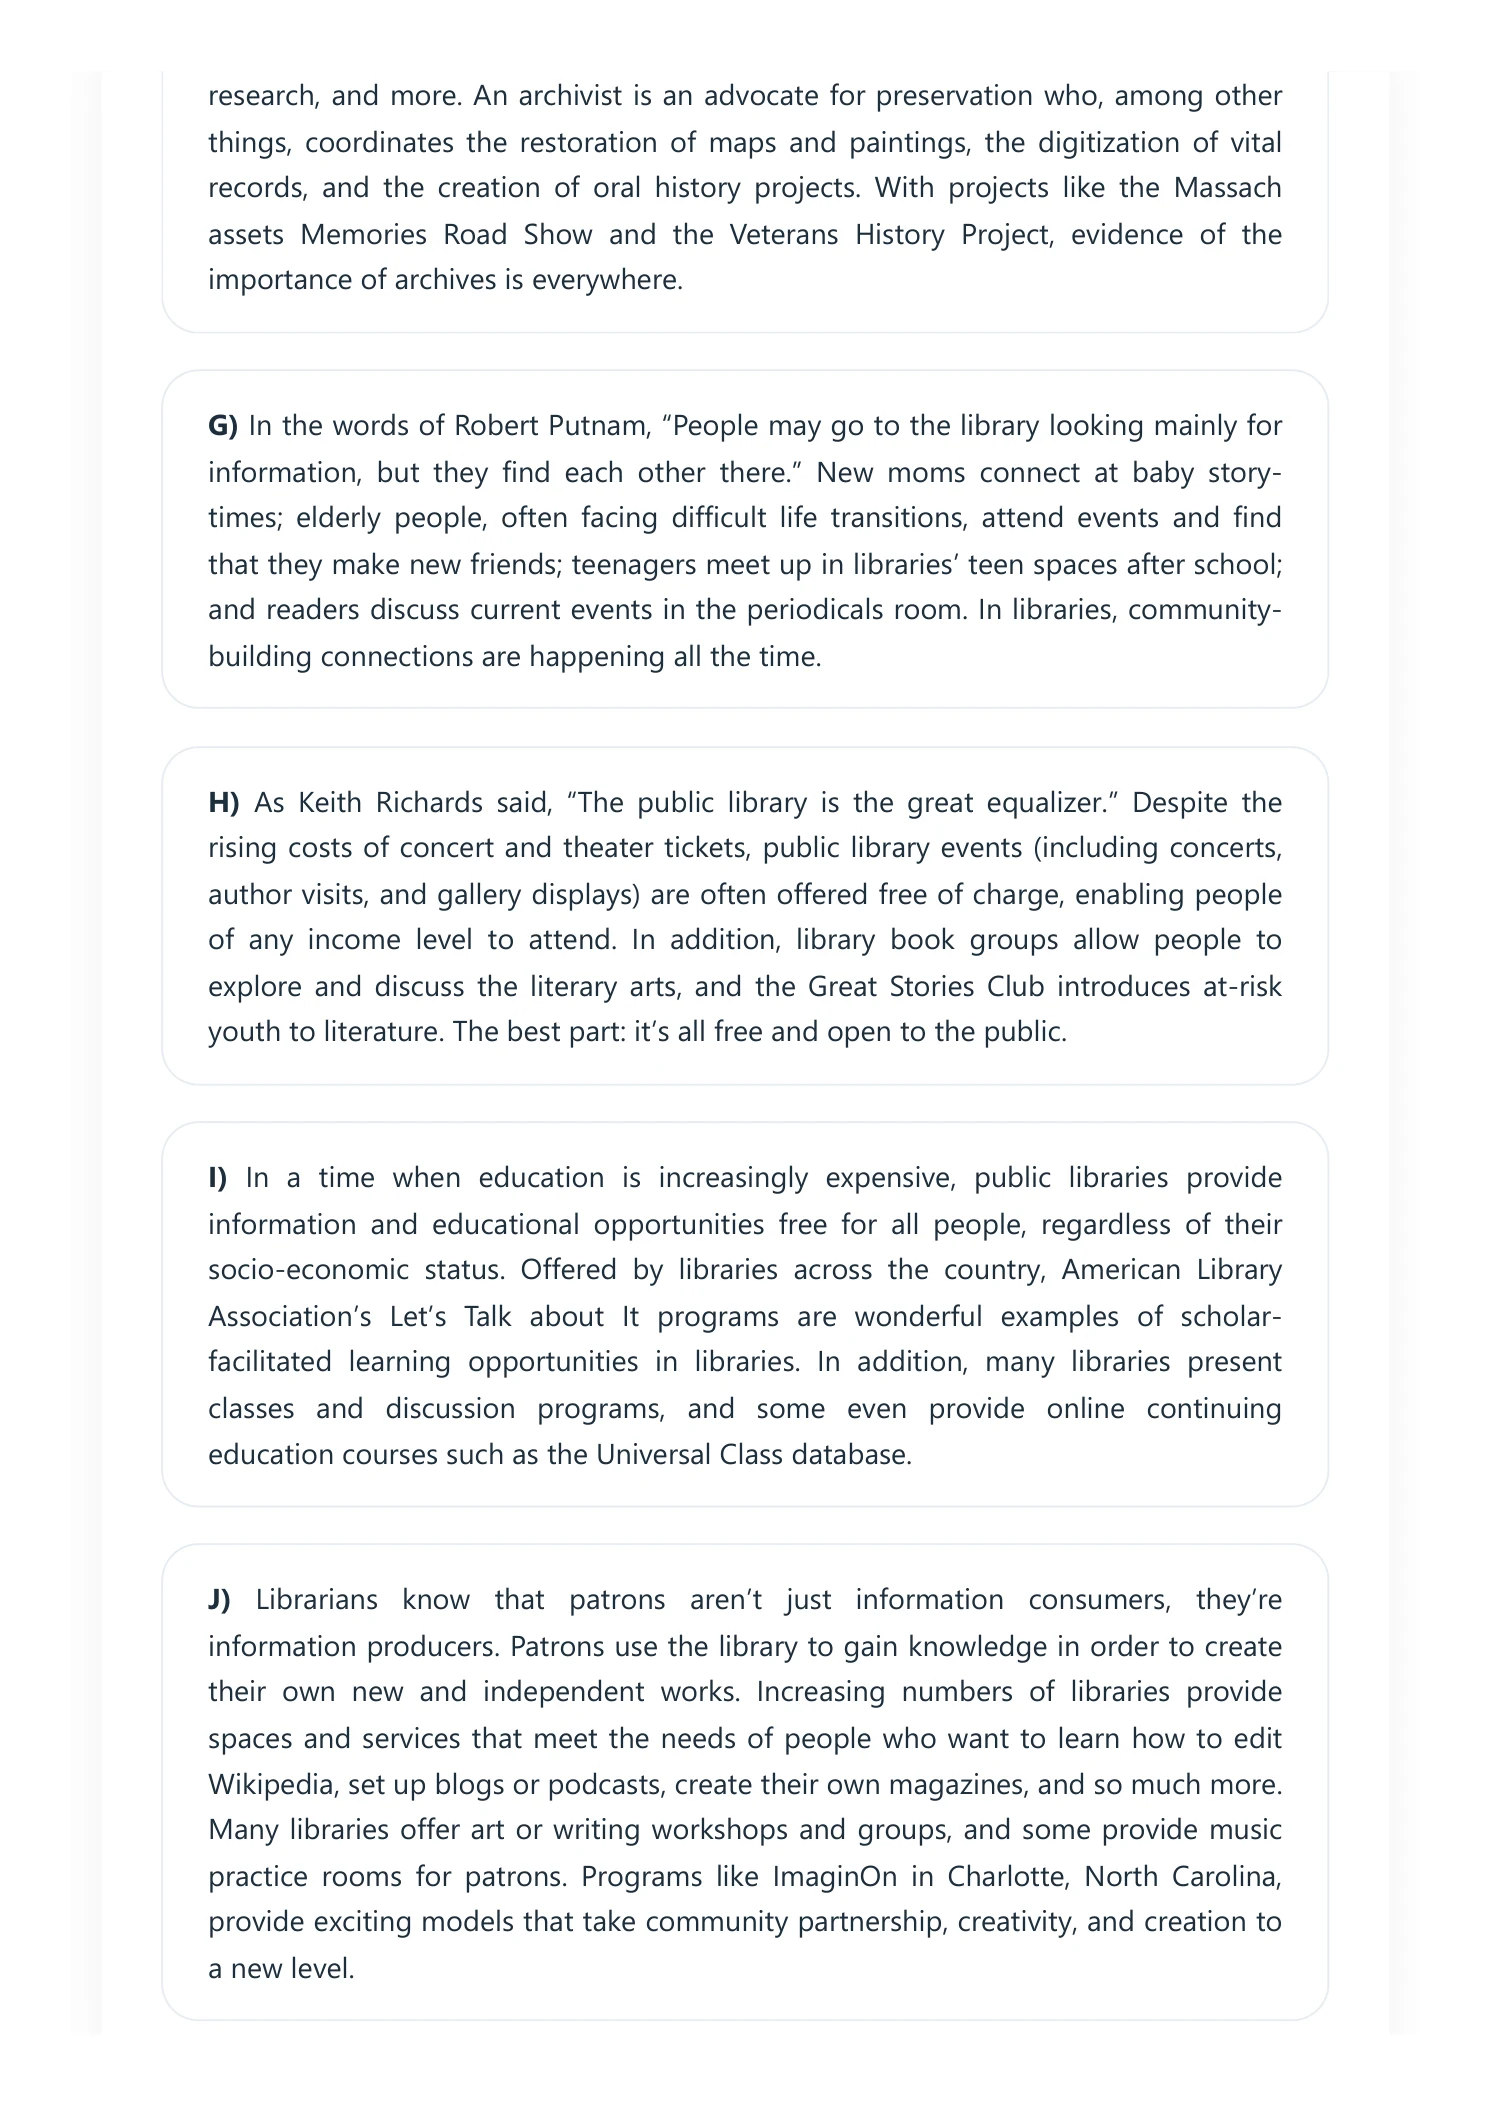 research, and more. An archivist is an advocate for preservation who, among other
things, coordinates the restoration of maps and paintings, the digitization of vital
records, and the creation of oral history projects. With projects like the Massach
assets Memories Road Show and the Veterans History Project, evidence of the
importance of archives is everywhere.
G) In the words of Robert Putnam, “People may go to the library looking mainly for
information, but they find each other there.” New moms connect at baby story-
times; elderly people, often facing difficult life transitions, attend events and find
that they make new friends; teenagers meet up in libraries’ teen spaces after school;
and readers discuss current events in the periodicals room. In libraries, community-
building connections are happening all the time.
H) As Keith Richards said, “The public library is the great equalizer.” Despite the
rising costs of concert and theater tickets, public library events (including concerts,
author visits, and gallery displays) are often offered free of charge, enabling people
of any income level to attend. In addition, library book groups allow people to
explore and discuss the literary arts, and the Great Stories Club introduces at-risk
youth to literature. The best part: it’s all free and open to the public.
I) In a time when education is increasingly expensive, public libraries provide
information and educational opportunities free for all people, regardless of their
socio-economic status. Offered by libraries across the country, American Library
Association’s Let’s Talk about It programs are wonderful examples of scholar-
facilitated learning opportunities in libraries. In addition, many libraries present
classes and discussion programs, and some even provide online continuing
education courses such as the Universal Class database.
J) Librarians know that patrons aren’t just information consumers, they’re
information producers. Patrons use the library to gain knowledge in order to create
their own new and independent works. Increasing numbers of libraries provide
spaces and services that meet the needs of people who want to learn how to edit
Wikipedia, set up blogs or podcasts, create their own magazines, and so much more.
Many libraries offer art or writing workshops and groups, and some provide music
practice rooms for patrons. Programs like ImaginOn in Charlotte, North Carolina,
provide exciting models that take community partnership, creativity, and creation to
a new level.